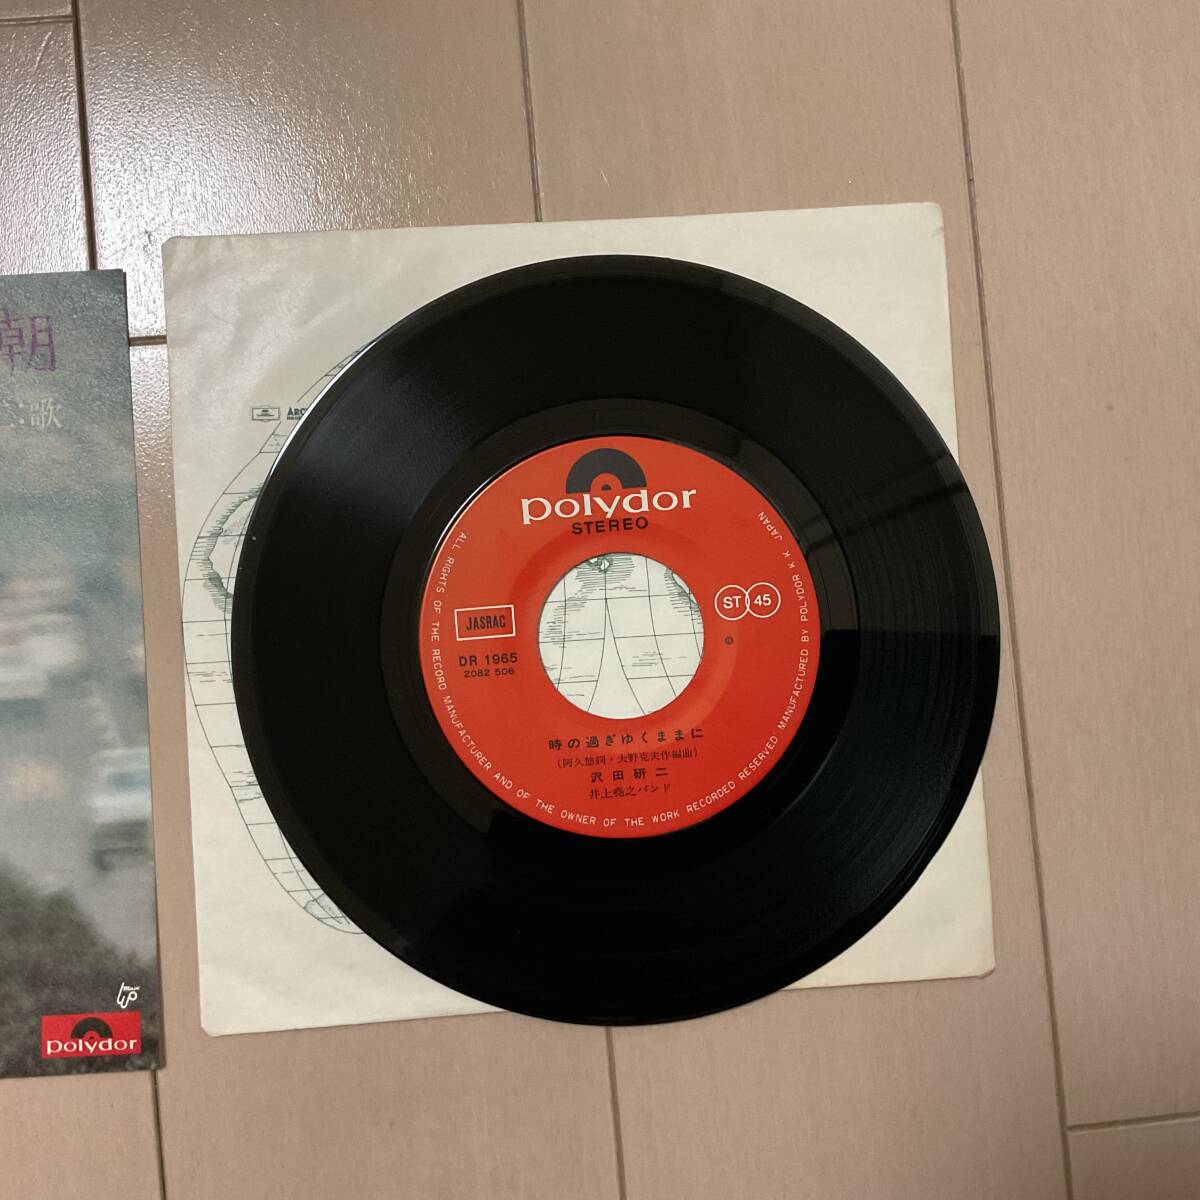 朝
:歌
Polydor
ARC
polydor
STEREO
JASRAC
DR 1965
2082 506
ST 45
℗
時の過ぎゆくままに
(阿久悠詞・大野克夫作編曲)
沢田研二
井上堯之バンド
ALL RIGHTS OF THE RECORD MANUFACTURER AND OF THE OWNER OF THE WORK RECORDED RESERVED MANUFACTURED BY POLYDOR K.K. JAPAN